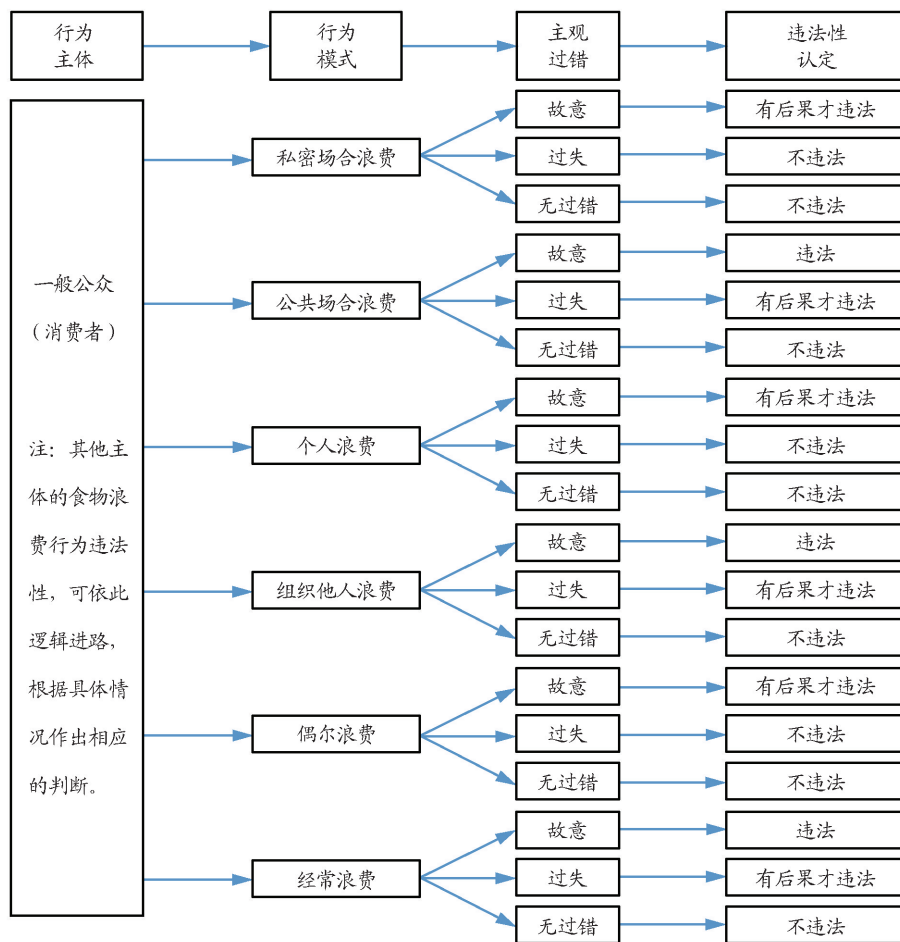 行为
主体
行为
模式
主观
过错
违法性
认定
一般公众
（消费者）
注：其他主
体的食物浪
费行为违法
性，可依此
逻辑进路，
根据具体情
况作出相应
的判断。
私密场合浪费
故意
有后果才违法
过失
不违法
无过错
不违法
公共场合浪费
故意
违法
过失
有后果才违法
无过错
不违法
个人浪费
故意
有后果才违法
过失
不违法
无过错
不违法
组织他人浪费
故意
违法
过失
有后果才违法
无过错
不违法
偶尔浪费
故意
有后果才违法
过失
不违法
无过错
不违法
经常浪费
故意
违法
过失
有后果才违法
无过错
不违法